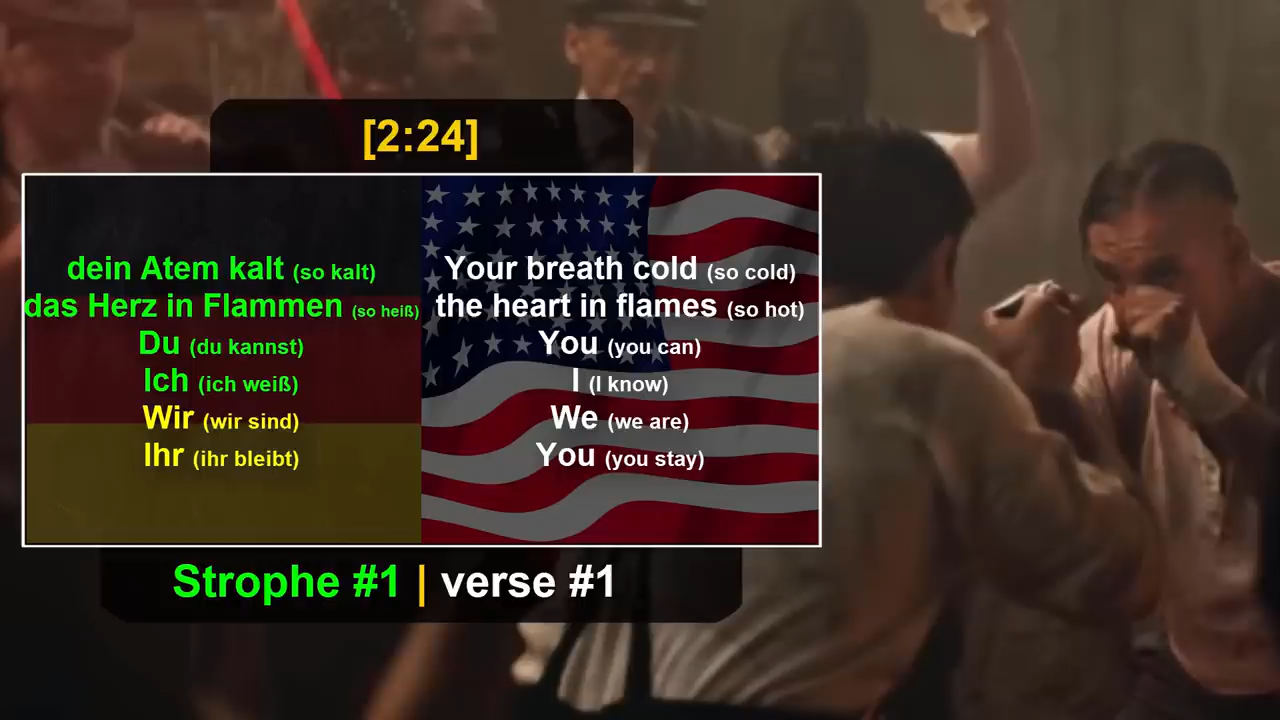 [2:24]
dein Atem kalt (so kalt)
das Herz in Flammen (so heiß)
Du (du kannst)
Ich (ich weiß)
Wir (wir sind)
Ihr (ihr bleibt)
Your breath cold (so cold)
the heart in flames (so hot)
You (you can)
I (I know)
We (we are)
You (you stay)
Strophe #1 | verse #1